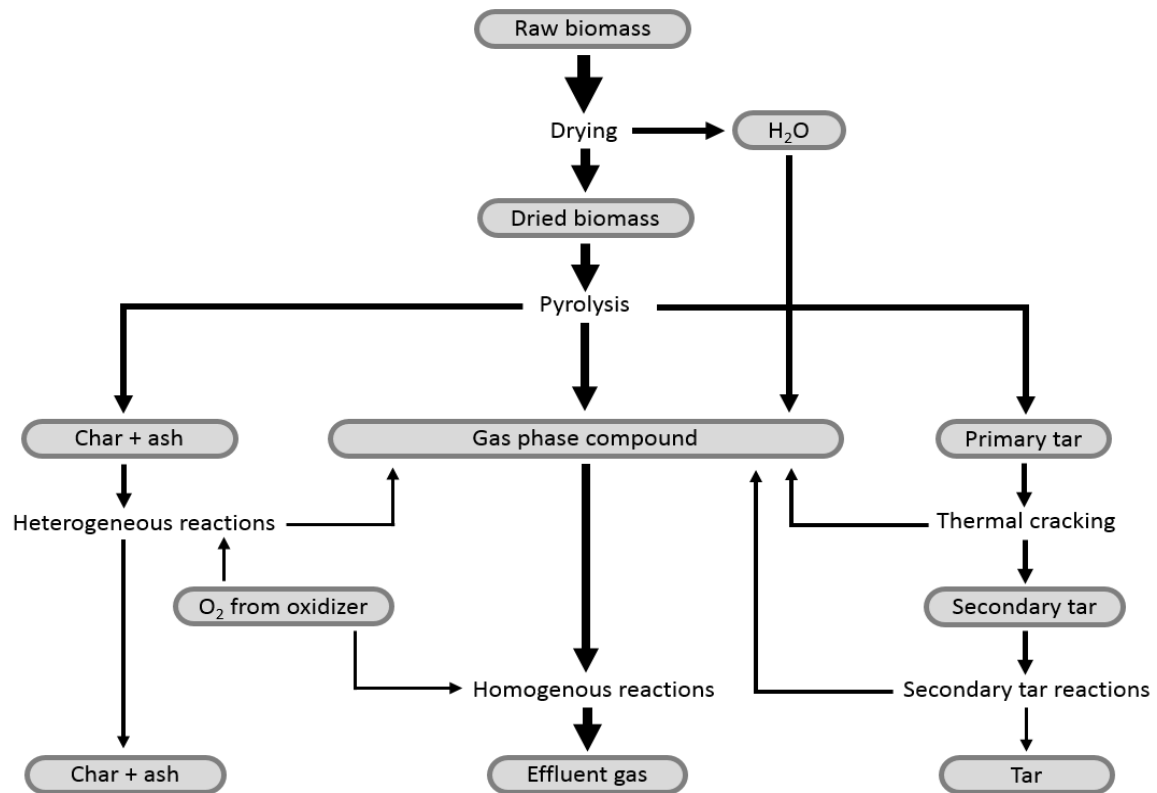 Raw biomass
Drying
H₂O
Dried biomass
Pyrolysis
Char + ash
Gas phase compound
Primary tar
Heterogeneous reactions
Thermal cracking
O₂ from oxidizer
Secondary tar
Homogenous reactions
Secondary tar reactions
Char + ash
Effluent gas
Tar